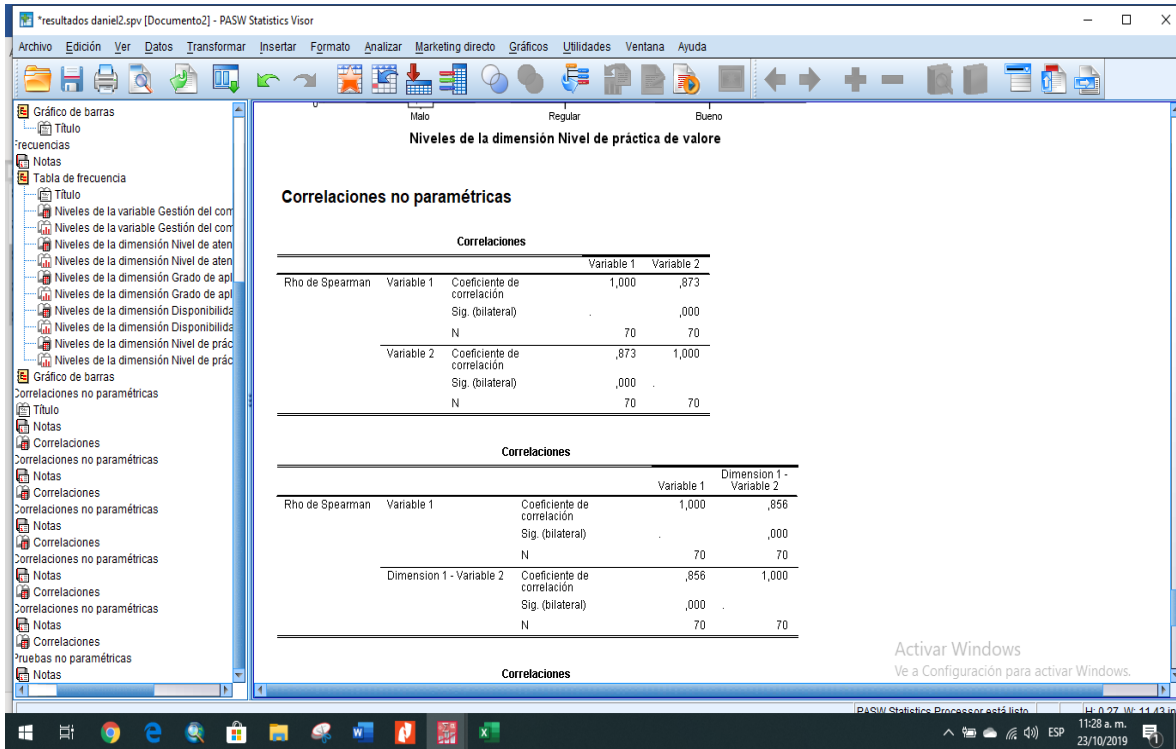 *resultados daniel2.spv [Documento2] - PASW Statistics Visor
Archivo Edición Ver Datos Transformar Insertar Formato Analizar Marketing directo Gráficos Utilidades Ventana Ayuda
Gráfico de barras
Título
Frecuencias
Notas
Tabla de frecuencia
Título
Niveles de la variable Gestión del com
Niveles de la variable Gestión del com
Niveles de la dimensión Nivel de aten
Niveles de la dimensión Nivel de aten
Niveles de la dimensión Grado de apl
Niveles de la dimensión Grado de apl
Niveles de la dimensión Disponibilida
Niveles de la dimensión Disponibilida
Niveles de la dimensión Nivel de prác
Niveles de la dimensión Nivel de prác
Gráfico de barras
Correlaciones no paramétricas
Título
Notas
Correlaciones
Correlaciones no paramétricas
Notas
Correlaciones
Correlaciones no paramétricas
Notas
Correlaciones
Correlaciones no paramétricas
Notas
Correlaciones
Correlaciones no paramétricas
Notas
Correlaciones
Pruebas no paramétricas
Notas
0
Malo Regular Bueno
Niveles de la dimensión Nivel de práctica de valore
Correlaciones no paramétricas
Correlaciones
Variable 1 Variable 2
Rho de Spearman Variable 1 Coeficiente de 1,000 ,873
correlación
Sig. (bilateral) . ,000
N 70 70
Variable 2 Coeficiente de ,873 1,000
correlación
Sig. (bilateral) ,000 .
N 70 70
Correlaciones
Dimension 1 -
Variable 1 Variable 2
Rho de Spearman Variable 1 Coeficiente de 1,000 ,856
correlación
Sig. (bilateral) . ,000
N 70 70
Dimension 1 - Variable 2 Coeficiente de ,856 1,000
correlación
Sig. (bilateral) ,000 .
N 70 70
Correlaciones
Activar Windows
Ve a Configuración para activar Windows.
PASW Statistics Processor está listo H: 0.27, W: 11.43 in
ESP
11:28 a. m.
23/10/2019